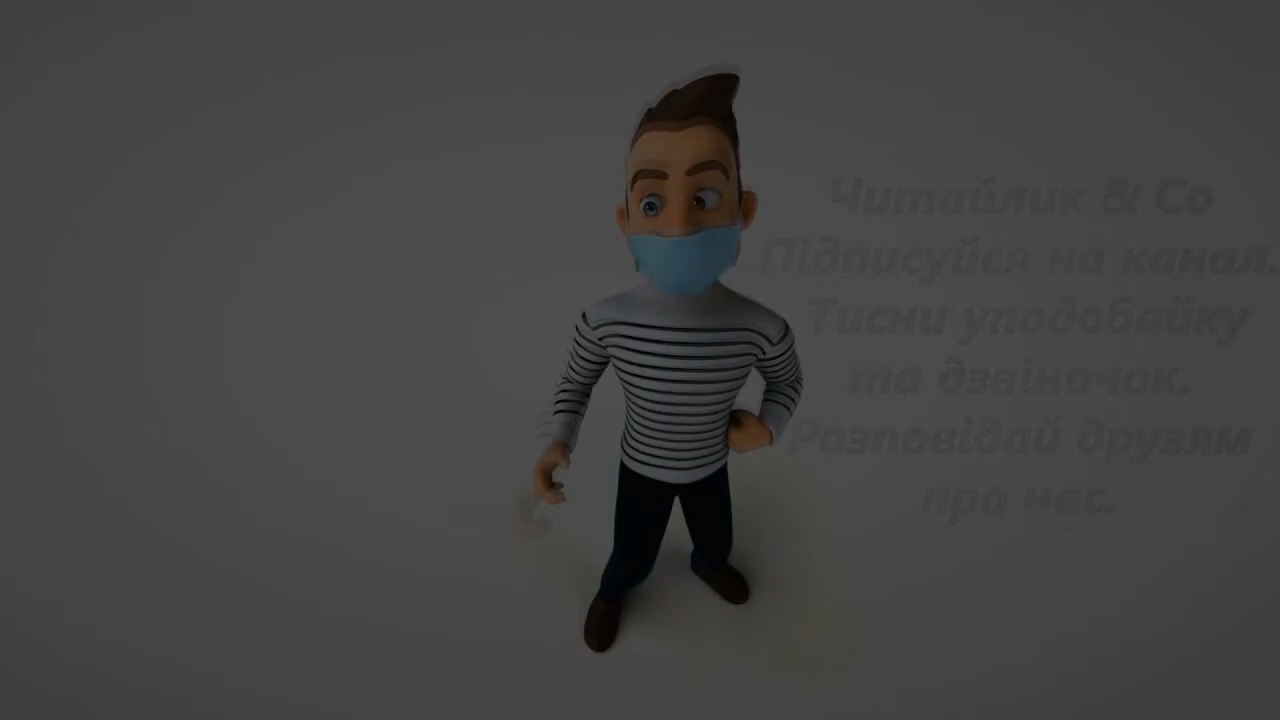 Читайлик & Co
Підписуйся на канал.
Тисни уподобайку
та дзвіночок.
Розповідай друзям
про нас.